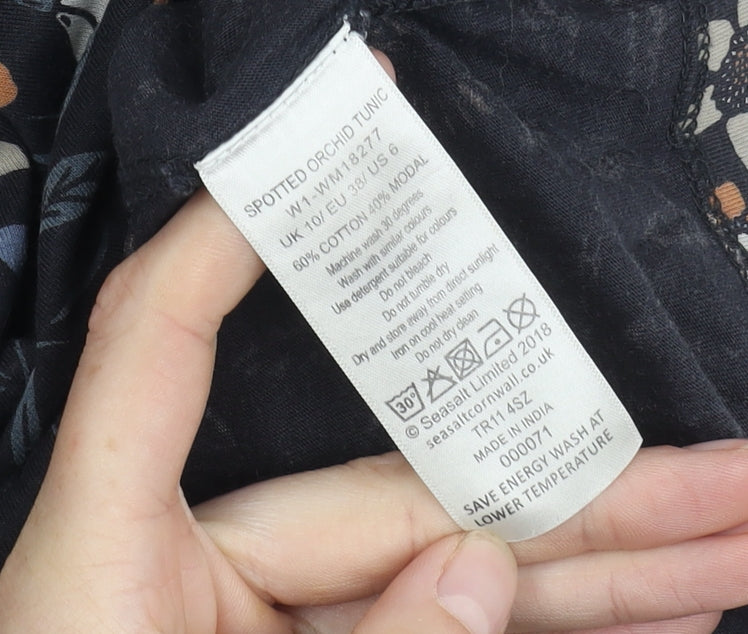 SPOTTED ORCHID TUNIC
W1-WM18277
UK 10/ EU 38/ US 6
60% COTTON 40% MODAL
Machine wash 30 degrees
Wash with similar colours
Use detergent suitable for colours
Do not bleach
Do not tumble dry
Dry and store away from direct sunlight
Iron on cool heat setting
Do not dry clean
30°
© Seasalt Limited 2018
seasaltcornwall.co.uk
TR11 4SZ
MADE IN INDIA
000071
SAVE ENERGY WASH AT
LOWER TEMPERATURE